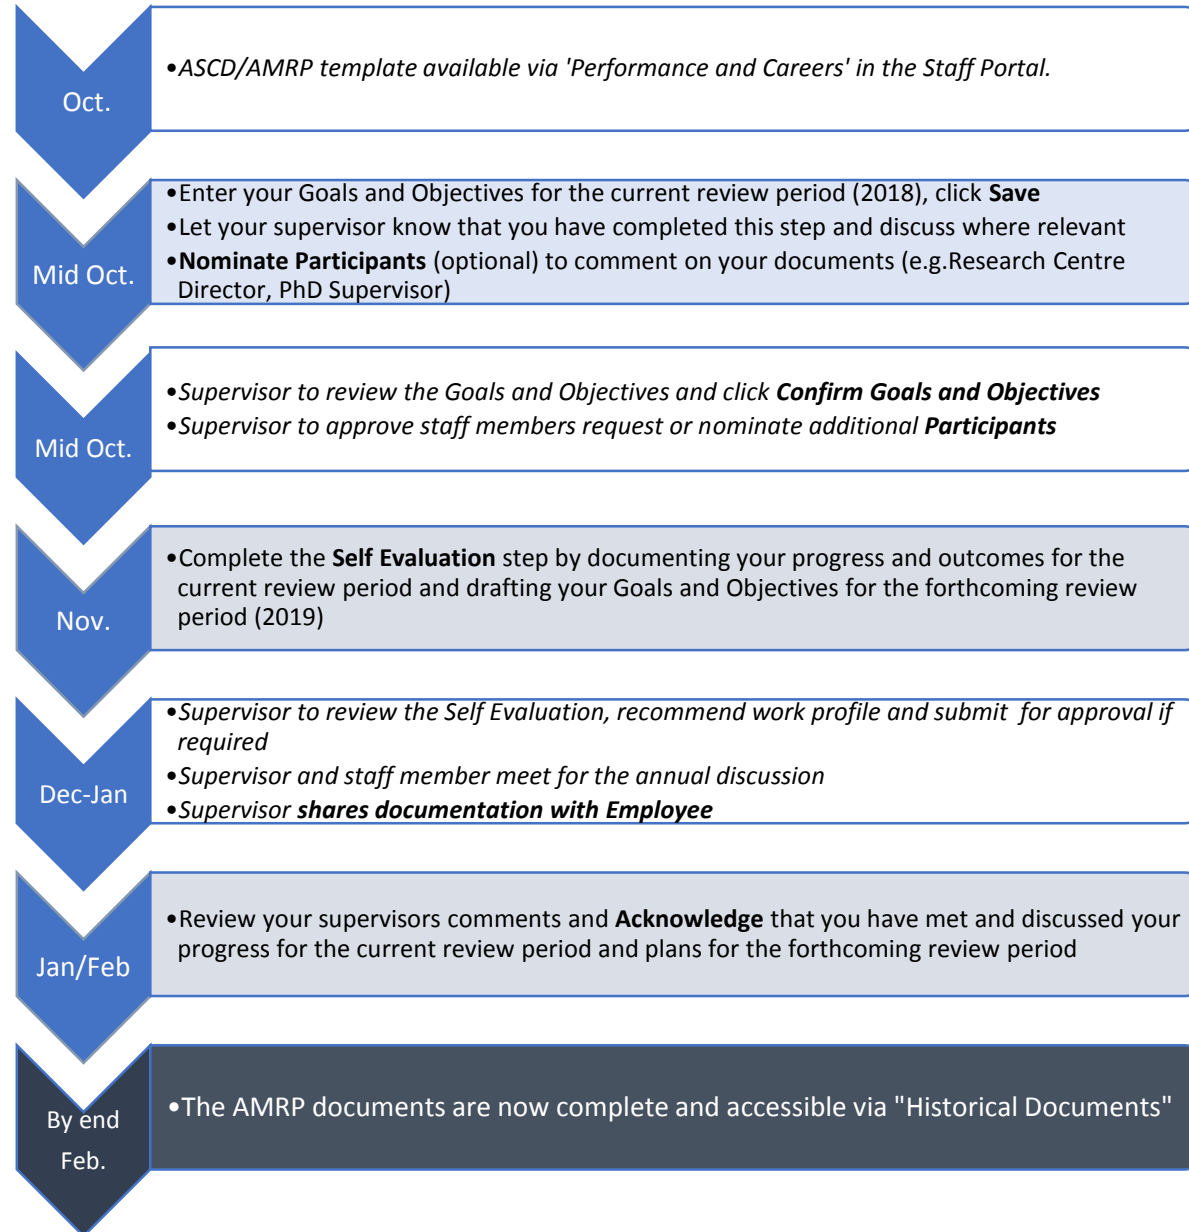 Oct.
•ASCD/AMRP template available via 'Performance and Careers' in the Staff Portal.
Mid Oct.
•Enter your Goals and Objectives for the current review period (2018), click Save
•Let your supervisor know that you have completed this step and discuss where relevant
•Nominate Participants (optional) to comment on your documents (e.g.Research Centre
Director, PhD Supervisor)
Mid Oct.
•Supervisor to review the Goals and Objectives and click Confirm Goals and Objectives
•Supervisor to approve staff members request or nominate additional Participants
Nov.
•Complete the Self Evaluation step by documenting your progress and outcomes for the
current review period and drafting your Goals and Objectives for the forthcoming review
period (2019)
Dec-Jan
•Supervisor to review the Self Evaluation, recommend work profile and submit  for approval if
required
•Supervisor and staff member meet for the annual discussion
•Supervisor shares documentation with Employee
Jan/Feb
•Review your supervisors comments and Acknowledge that you have met and discussed your
progress for the current review period and plans for the forthcoming review period
By end
Feb.
•The AMRP documents are now complete and accessible via "Historical Documents"